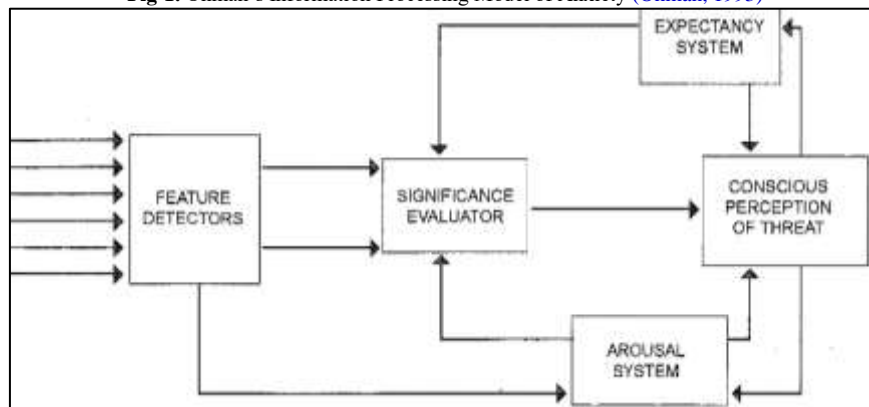 EXPECTANCY
SYSTEM
FEATURE
DETECTORS
SIGNIFICANCE
EVALUATOR
CONSCIOUS
PERCEPTION
OF THREAT
AROUSAL
SYSTEM